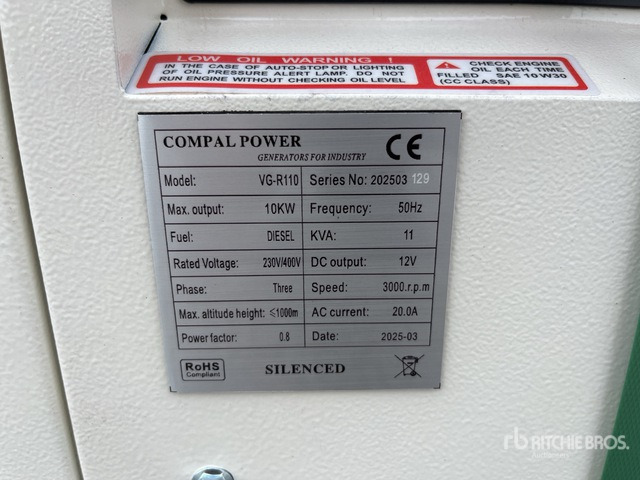 LOW OIL WARNING !
IN THE CASE OF AUTO-STOP OR LIGHTING
OF OIL PRESSURE ALERT LAMP. DO NOT
RUN ENGINE WITHOUT CHECKING OIL LEVEL
CHECK ENGINE
OIL EACH TIME
FILLED SAE 10W30
(CC CLASS)
COMPAL POWER
GENERATORS FOR INDUSTRY
CE
Model: VG-R110 Series No: 202503 129
Max. output: 10KW Frequency: 50Hz
Fuel: DIESEL KVA: 11
Rated Voltage: 230V/400V DC output: 12V
Phase: Three Speed: 3000.r.p.m
Max. altitude height: ≤1000m AC current: 20.0A
Power factor: 0.8 Date: 2025-03
RoHS
Compliant
SILENCED
rb RITCHIE BROS.